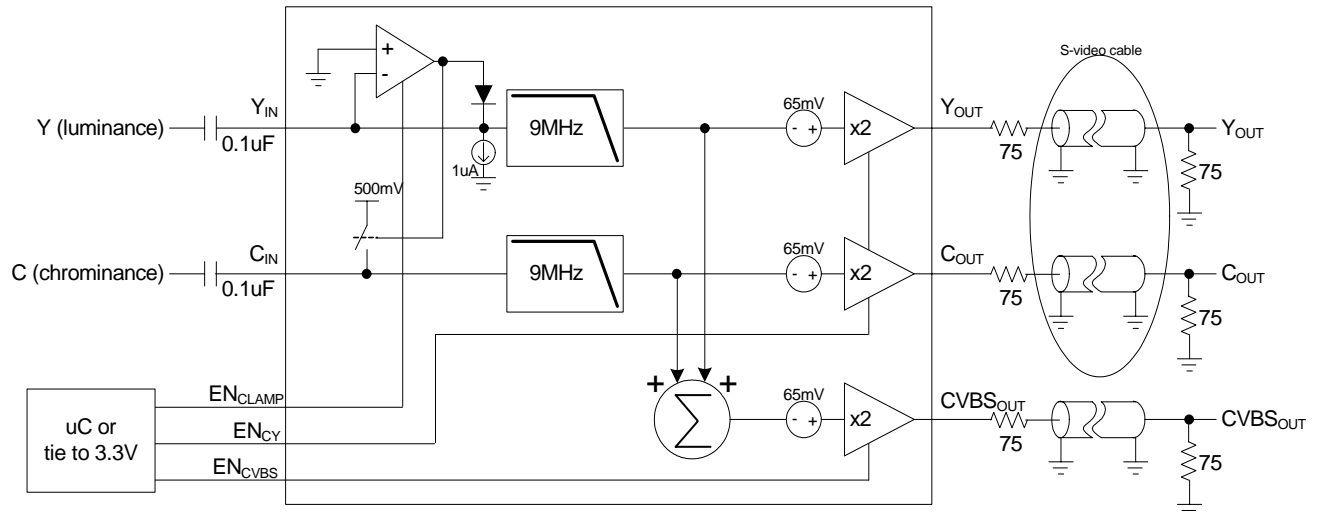 S-video cable
+
-
Y (luminance)
0.1uF
Y_IN
1uA
9MHz
65mV
- +
x2
Y_OUT
75
Y_OUT
75
500mV
C (chrominance)
0.1uF
C_IN
9MHz
65mV
- +
x2
C_OUT
75
C_OUT
75
uC or
tie to 3.3V
EN_CLAMP
EN_CY
EN_CVBS
+ +
Σ
65mV
- +
x2
CVBS_OUT
75
CVBS_OUT
75